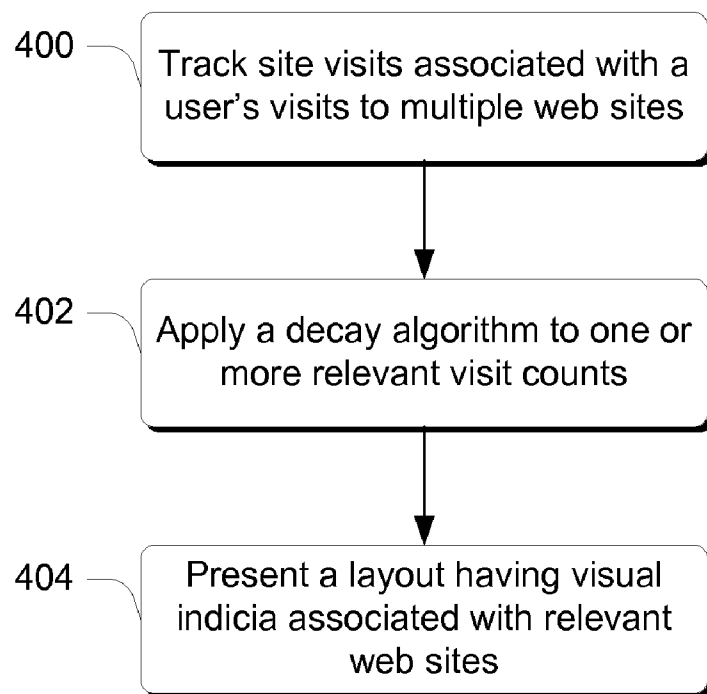 400
Track site visits associated with a
user's visits to multiple web sites
402
Apply a decay algorithm to one or
more relevant visit counts
404
Present a layout having visual
indicia associated with relevant
web sites